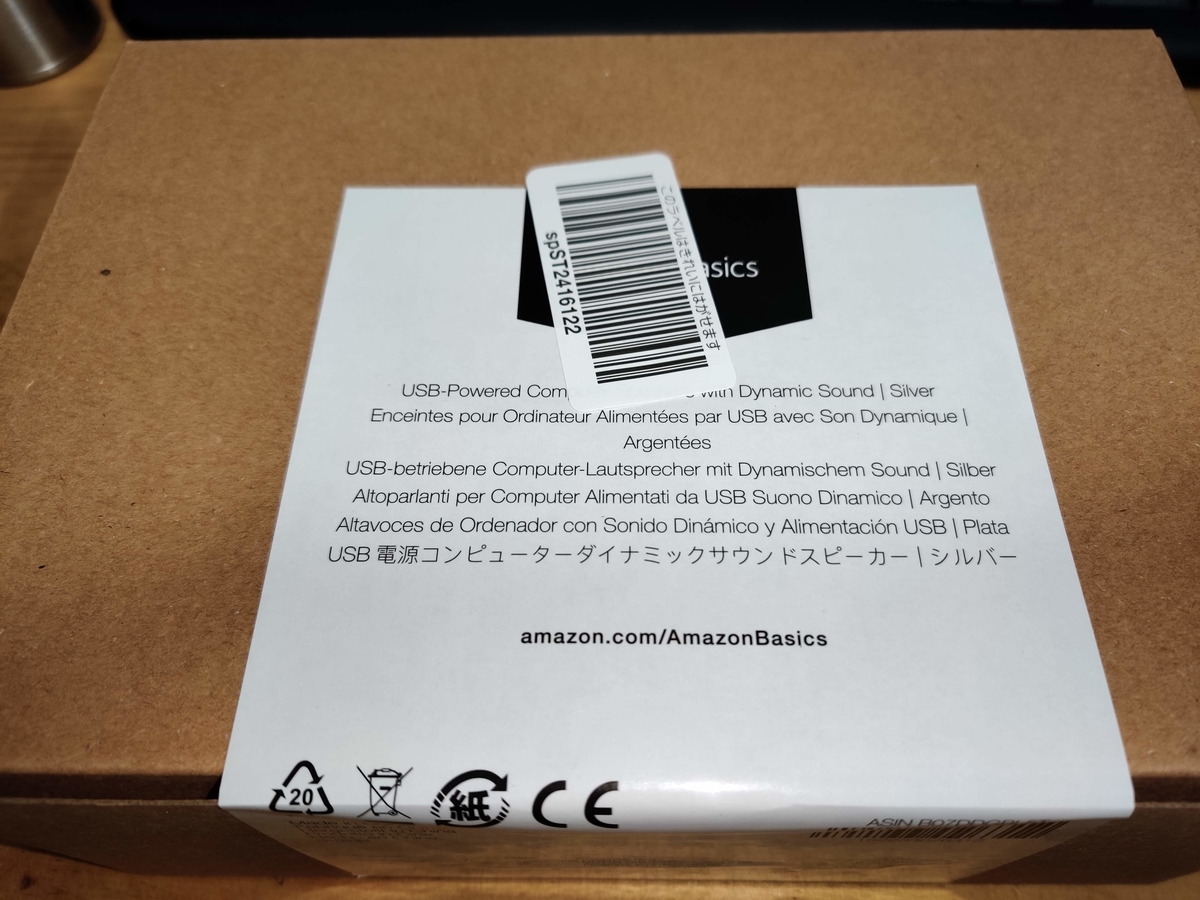 このラベルはきれいにはがせます
spST2416122
asics
USB-Powered Comp with Dynamic Sound | Silver
Enceintes pour Ordinateur Alimentées par USB avec Son Dynamique |
Argentées
USB-betriebene Computer-Lautsprecher mit Dynamischem Sound | Silber
Altoparlanti per Computer Alimentati da USB Suono Dinamico | Argento
Altavoces de Ordenador con Sonido Dinámico y Alimentación USB | Plata
USB 電源コンピューターダイナミックサウンドスピーカー | シルバー
amazon.com/AmazonBasics
20
紙
CE
ASIN